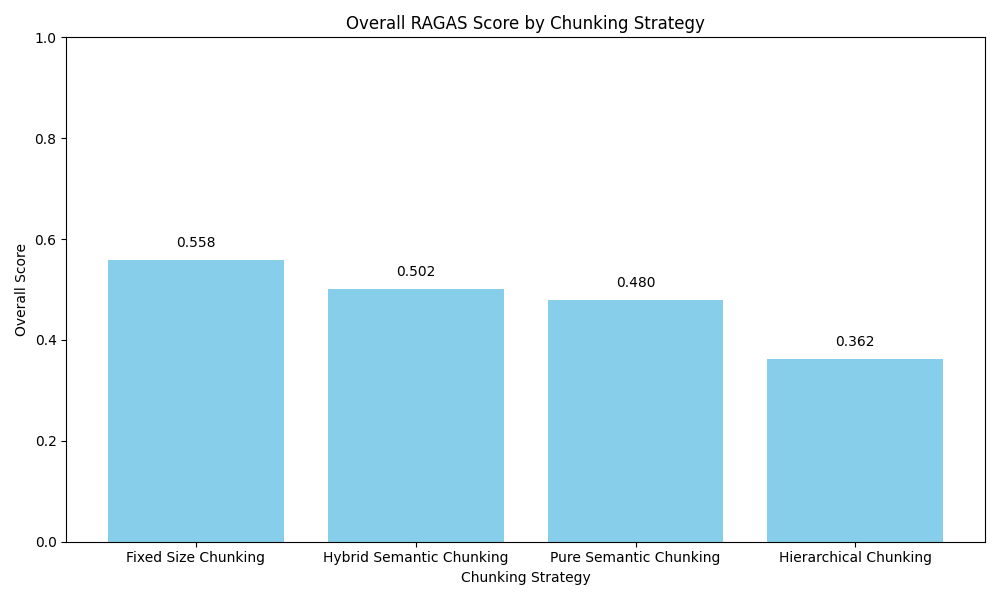 Overall RAGAS Score by Chunking Strategy
1.0
0.8
0.6
0.4
0.2
0.0
Overall Score
0.558
0.502
0.480
0.362
Fixed Size Chunking
Hybrid Semantic Chunking
Pure Semantic Chunking
Hierarchical Chunking
Chunking Strategy